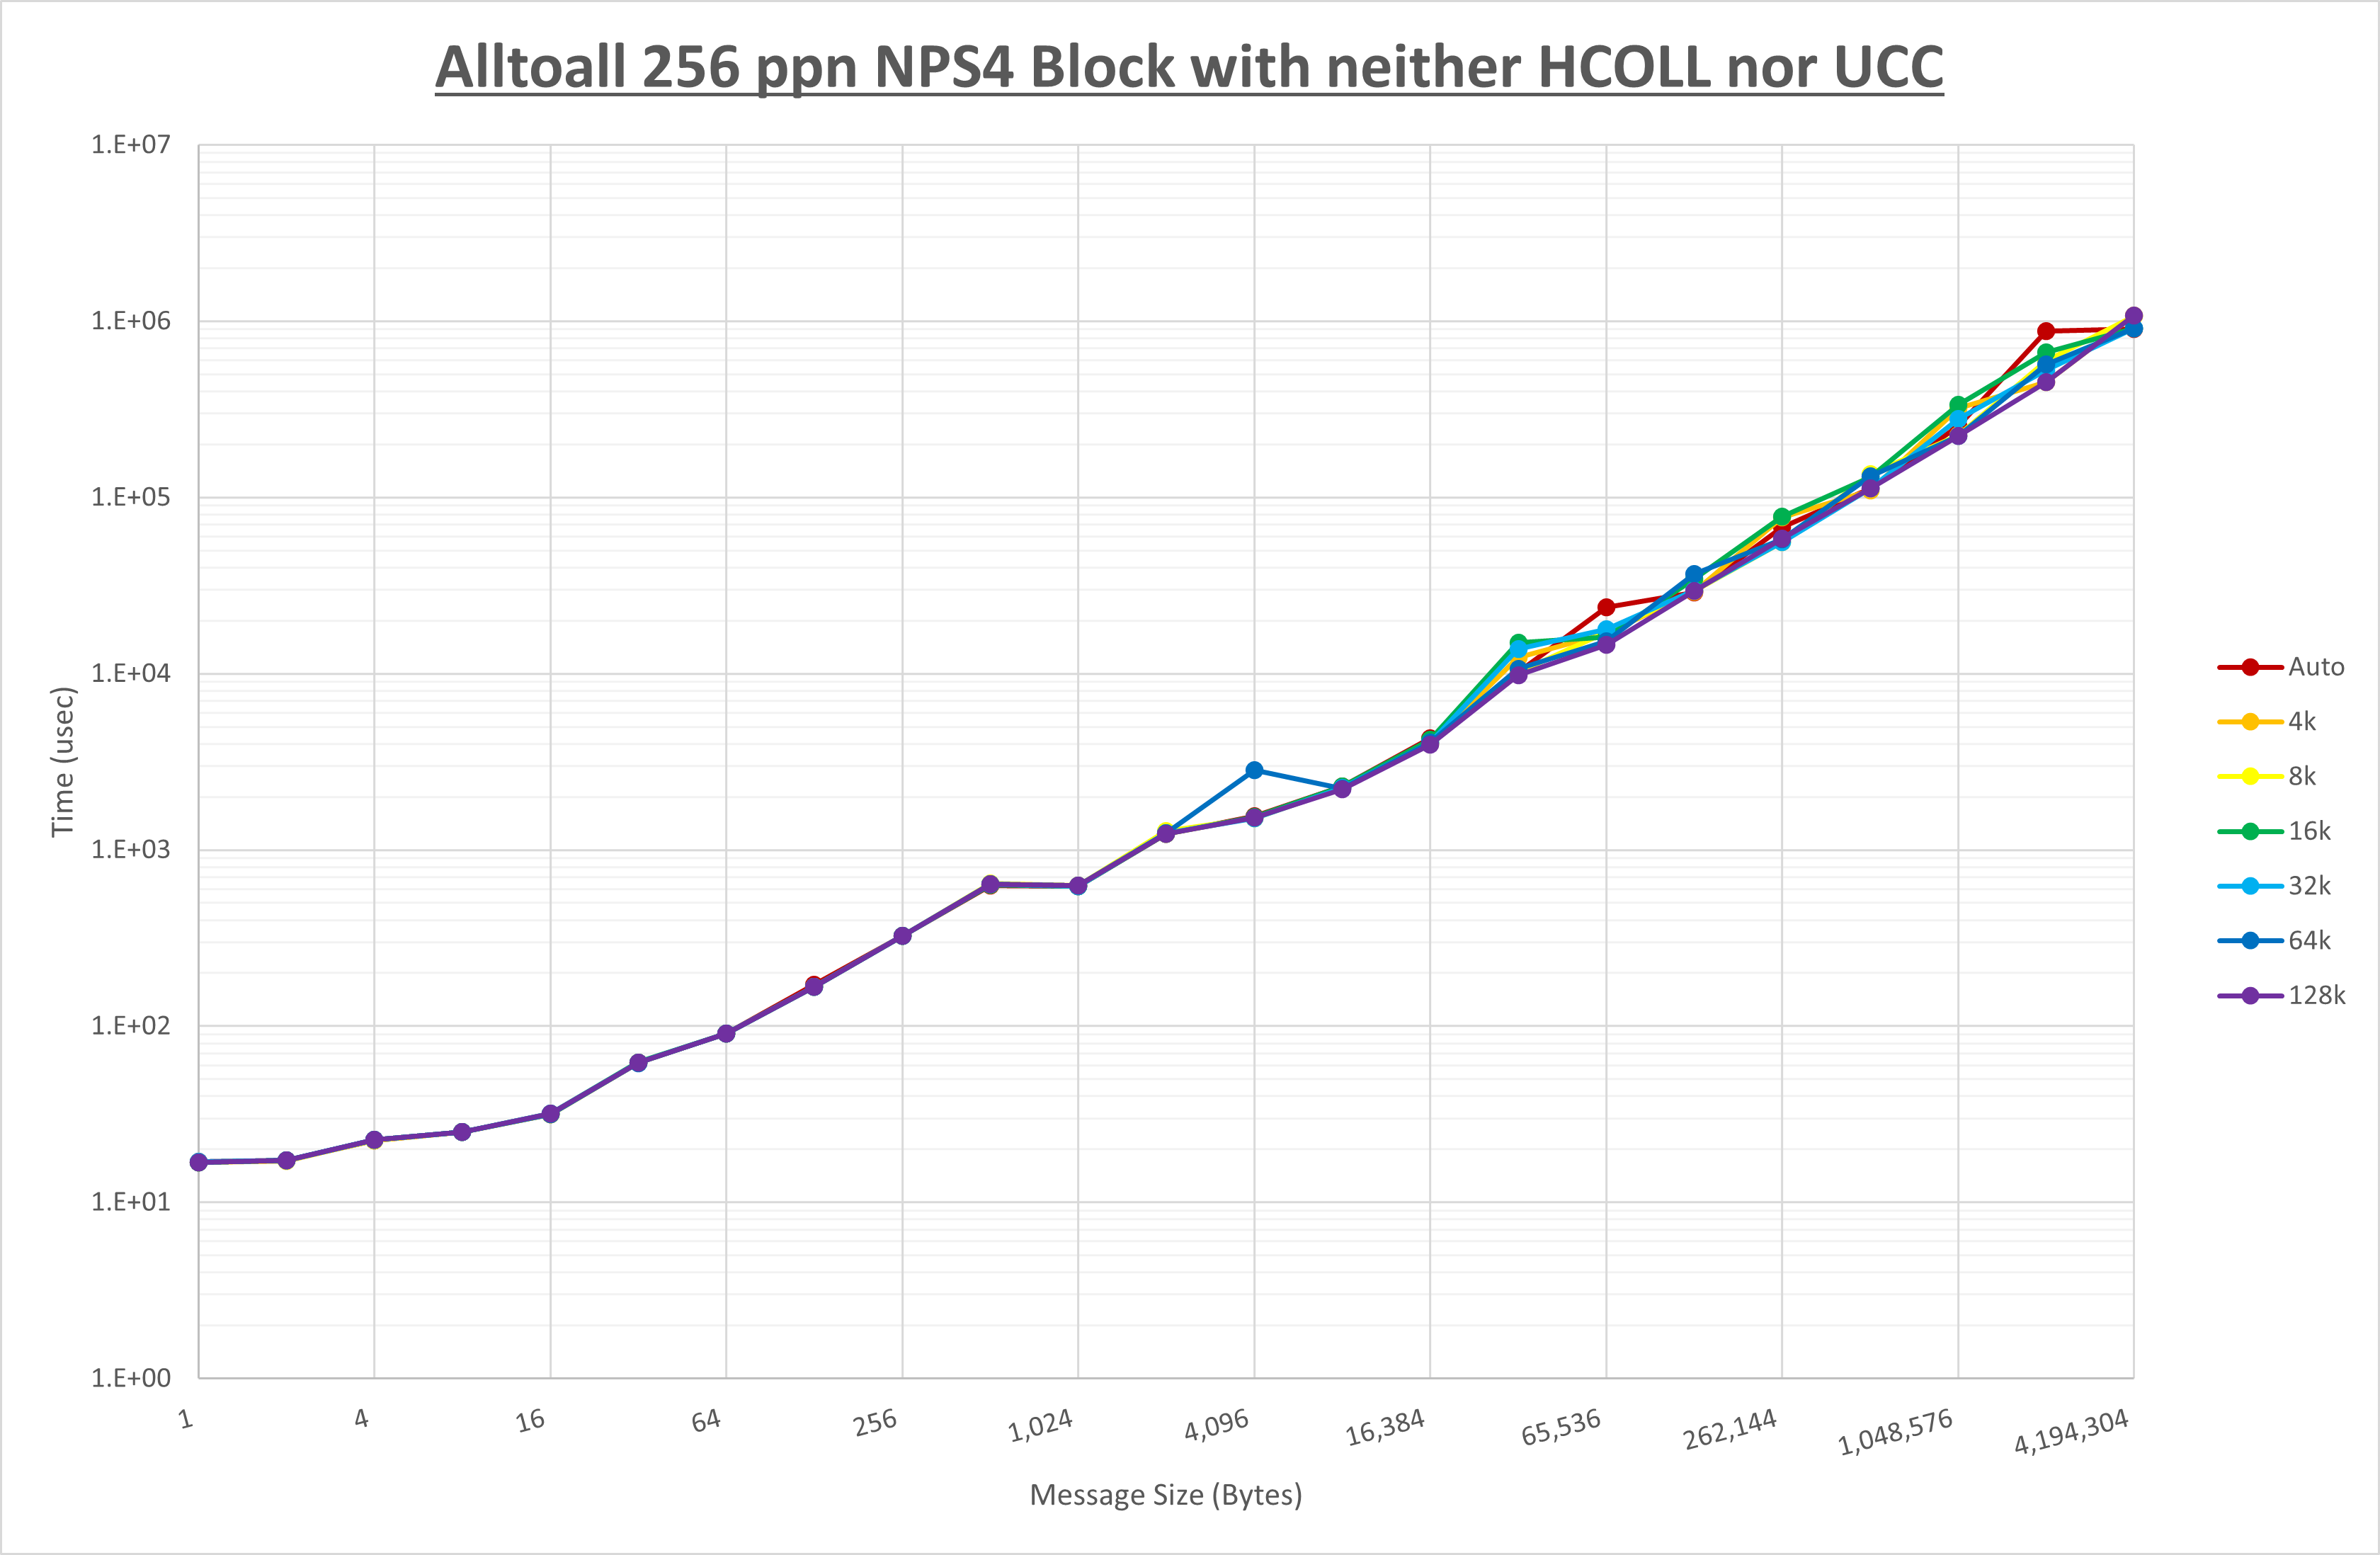 Alltoall 256 ppn NPS4 Block with neither HCOLL nor UCC
1.E+07
1.E+06
1.E+05
1.E+04
1.E+03
1.E+02
1.E+01
1.E+00
Time (usec)
1
4
16
64
256
1,024
4,096
16,384
65,536
262,144
1,048,576
4,194,304
Message Size (Bytes)
Auto
4k
8k
16k
32k
64k
128k